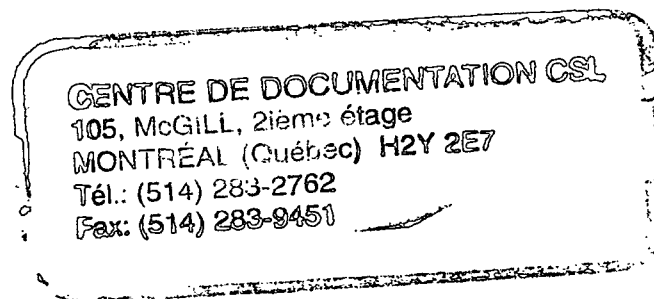 CENTRE DE DOCUMENTATION CSL
105, McGILL, 2ième étage
MONTRÉAL (Québec) H2Y 2E7
Tél.: (514) 283-2762
Fax: (514) 283-9451